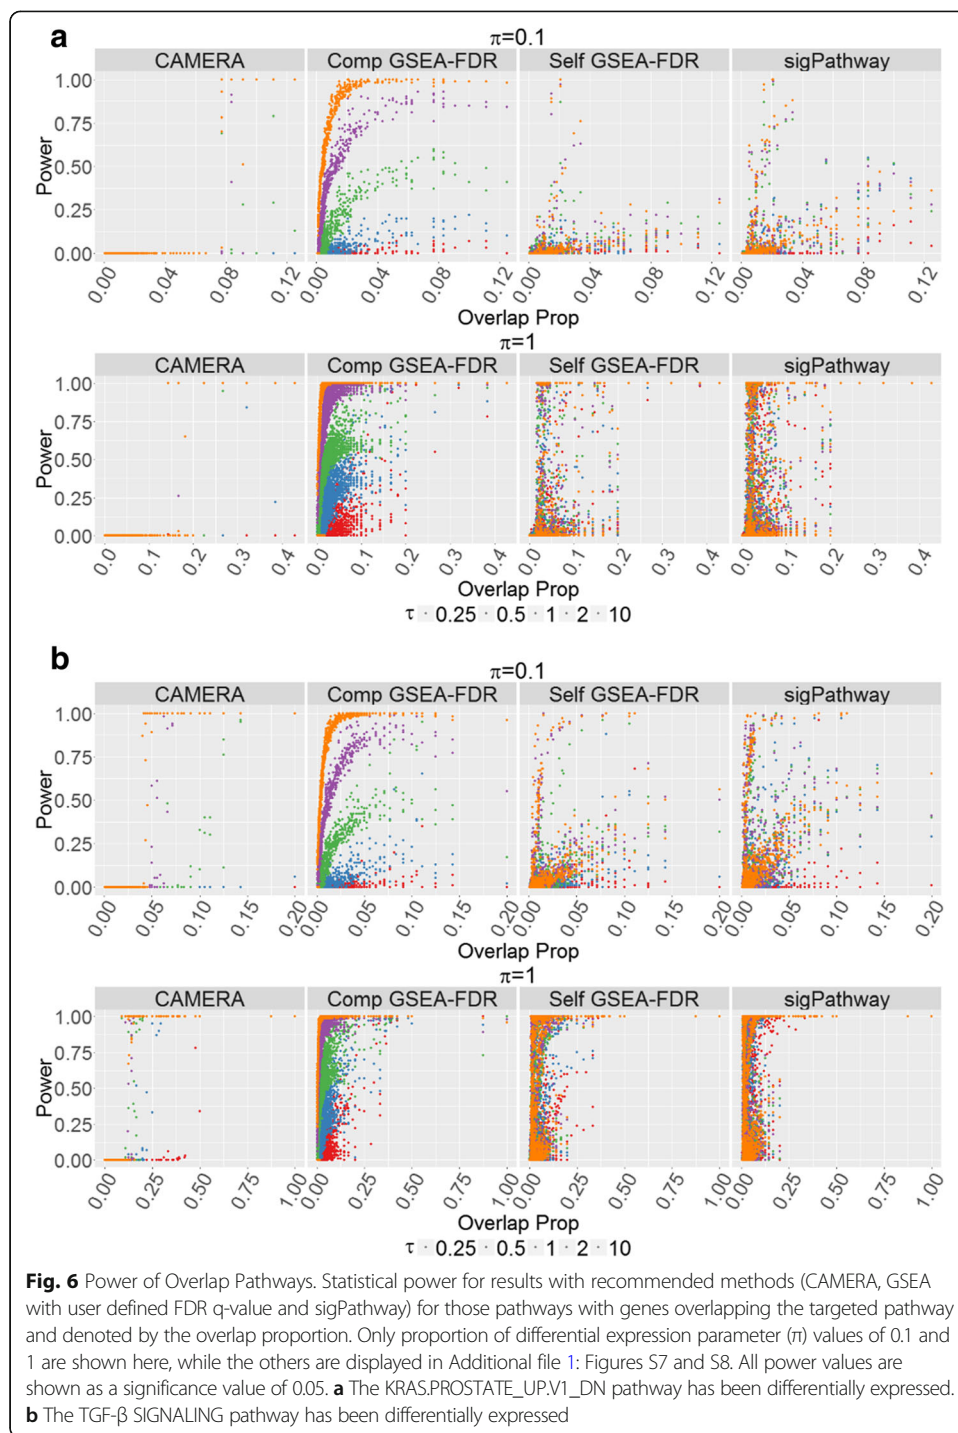 a
π=0.1
CAMERA Comp GSEA-FDR Self GSEA-FDR sigPathway
1.00
0.75
0.50
0.25
0.00
Power
0.00 0.04 0.08 0.12 0.00 0.04 0.08 0.12 0.00 0.04 0.08 0.12 0.00 0.04 0.08 0.12
Overlap Prop
π=1
CAMERA Comp GSEA-FDR Self GSEA-FDR sigPathway
1.00
0.75
0.50
0.25
0.00
Power
0.0 0.1 0.2 0.3 0.4 0.0 0.1 0.2 0.3 0.4 0.0 0.1 0.2 0.3 0.4 0.0 0.1 0.2 0.3 0.4
Overlap Prop
τ 0.25 0.5 1 2 10
b
π=0.1
CAMERA Comp GSEA-FDR Self GSEA-FDR sigPathway
1.00
0.75
0.50
0.25
0.00
Power
0.00 0.05 0.10 0.15 0.20 0.00 0.05 0.10 0.15 0.20 0.00 0.05 0.10 0.15 0.20 0.00 0.05 0.10 0.15 0.20
Overlap Prop
π=1
CAMERA Comp GSEA-FDR Self GSEA-FDR sigPathway
1.00
0.75
0.50
0.25
0.00
Power
0.00 0.25 0.50 0.75 1.00 0.00 0.25 0.50 0.75 1.00 0.00 0.25 0.50 0.75 1.00 0.00 0.25 0.50 0.75 1.00
Overlap Prop
τ 0.25 0.5 1 2 10
Fig. 6 Power of Overlap Pathways. Statistical power for results with recommended methods (CAMERA, GSEA
with user defined FDR q-value and sigPathway) for those pathways with genes overlapping the targeted pathway
and denoted by the overlap proportion. Only proportion of differential expression parameter (π) values of 0.1 and
1 are shown here, while the others are displayed in Additional file 1: Figures S7 and S8. All power values are
shown as a significance value of 0.05. a The KRAS.PROSTATE_UP.V1_DN pathway has been differentially expressed.
b The TGF-β SIGNALING pathway has been differentially expressed